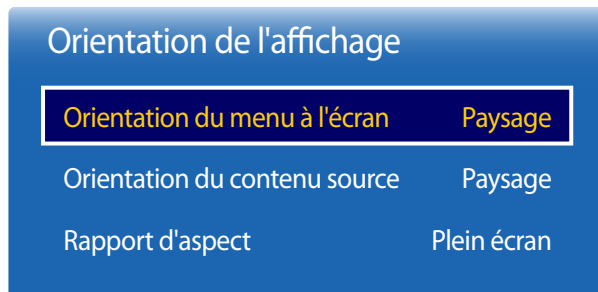 Orientation de l'affichage
Orientation du menu à l'écran Paysage
Orientation du contenu source Paysage
Rapport d'aspect Plein écran